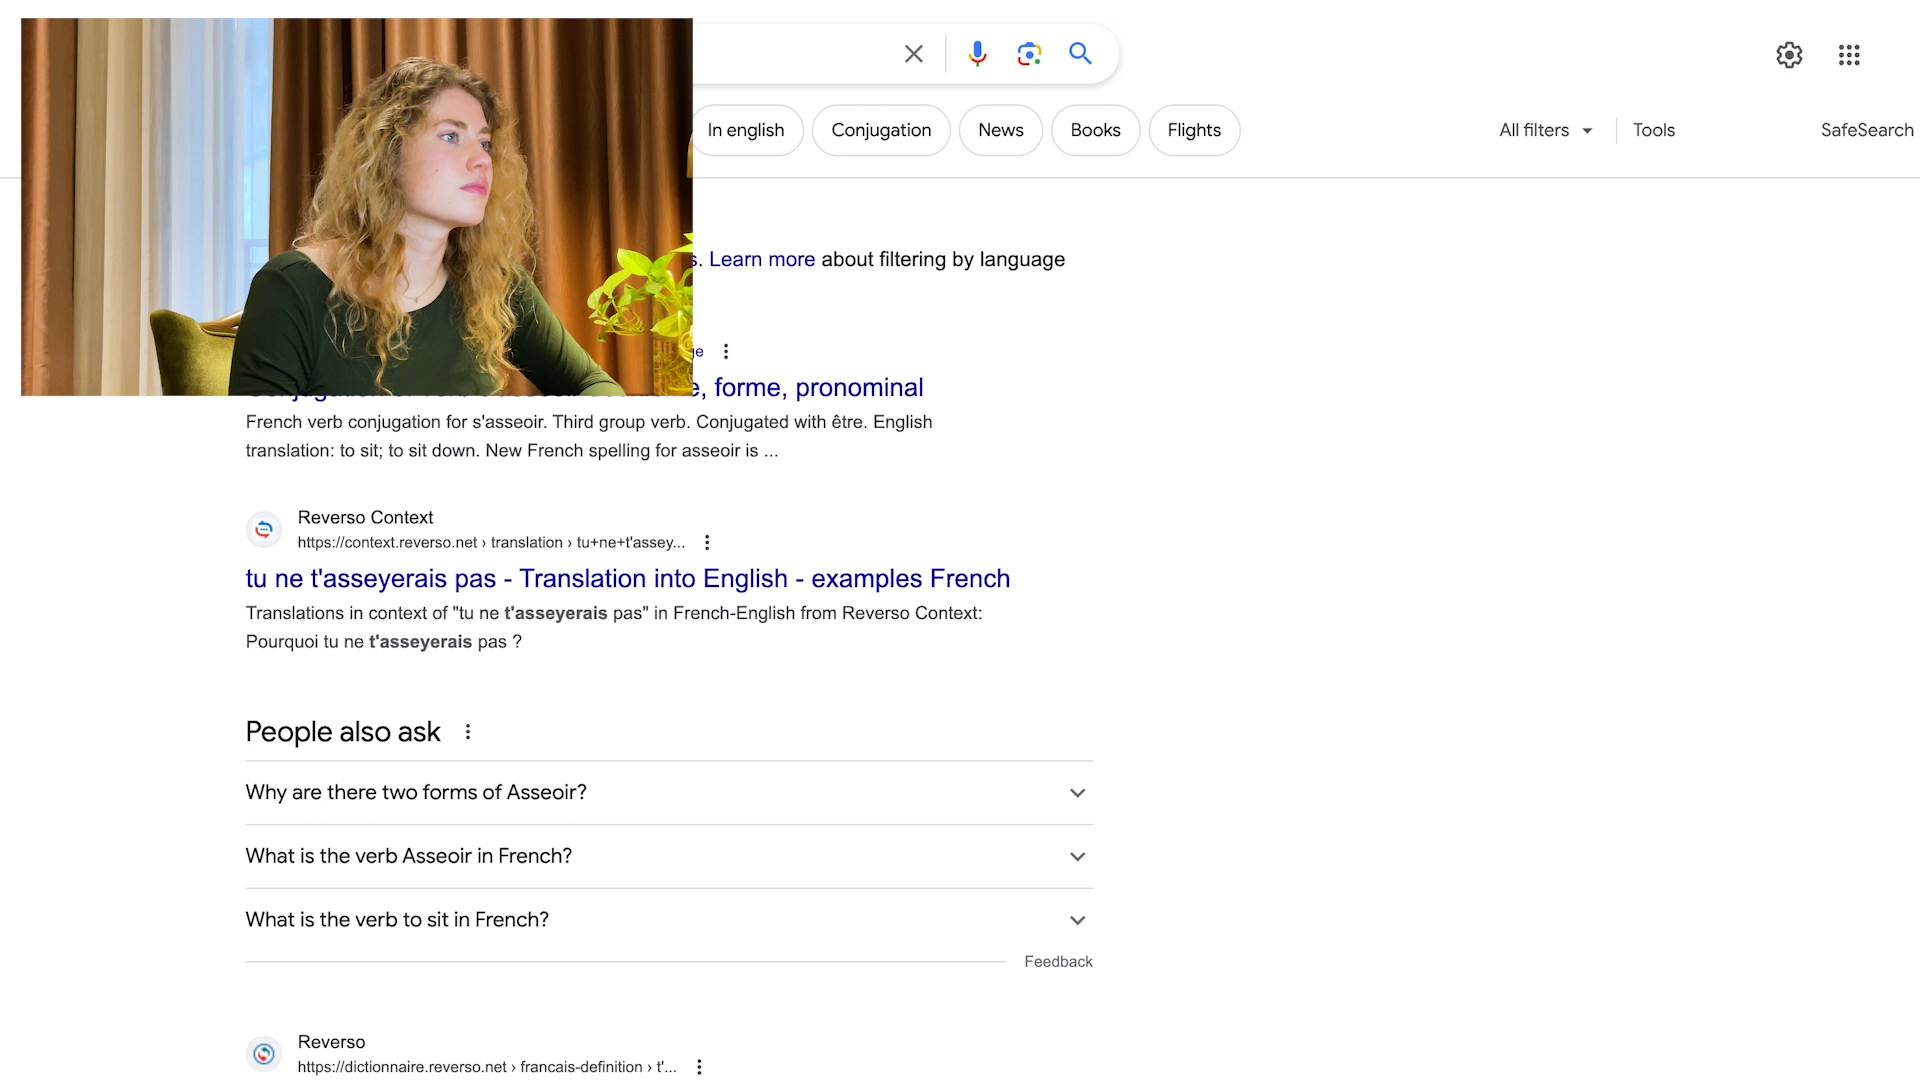 In english
Conjugation
News
Books
Flights
All filters
Tools
SafeSearch
Learn more about filtering by language
forme, pronominal
French verb conjugation for s'asseoir. Third group verb. Conjugated with être. English
translation: to sit; to sit down. New French spelling for asseoir is ...
Reverso Context
https://context.reverso.net › translation › tu+ne+t'assey...
tu ne t'asseyerais pas - Translation into English - examples French
Translations in context of "tu ne t'asseyerais pas" in French-English from Reverso Context:
Pourquoi tu ne t'asseyerais pas ?
People also ask
Why are there two forms of Asseoir?
What is the verb Asseoir in French?
What is the verb to sit in French?
Feedback
Reverso
https://dictionnaire.reverso.net › francais-definition › t'...